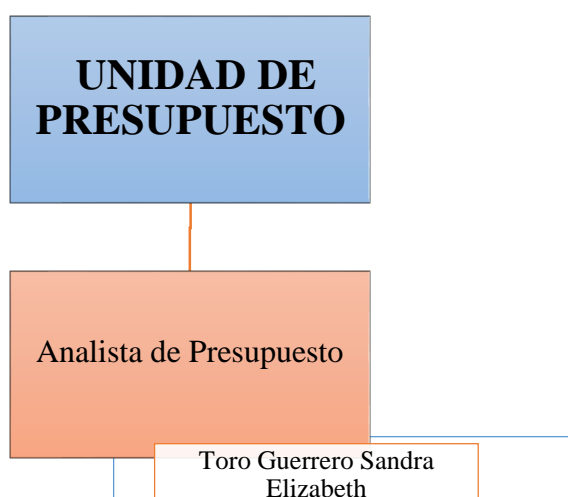 UNIDAD DE
PRESUPUESTO
Analista de Presupuesto
Toro Guerrero Sandra
Elizabeth